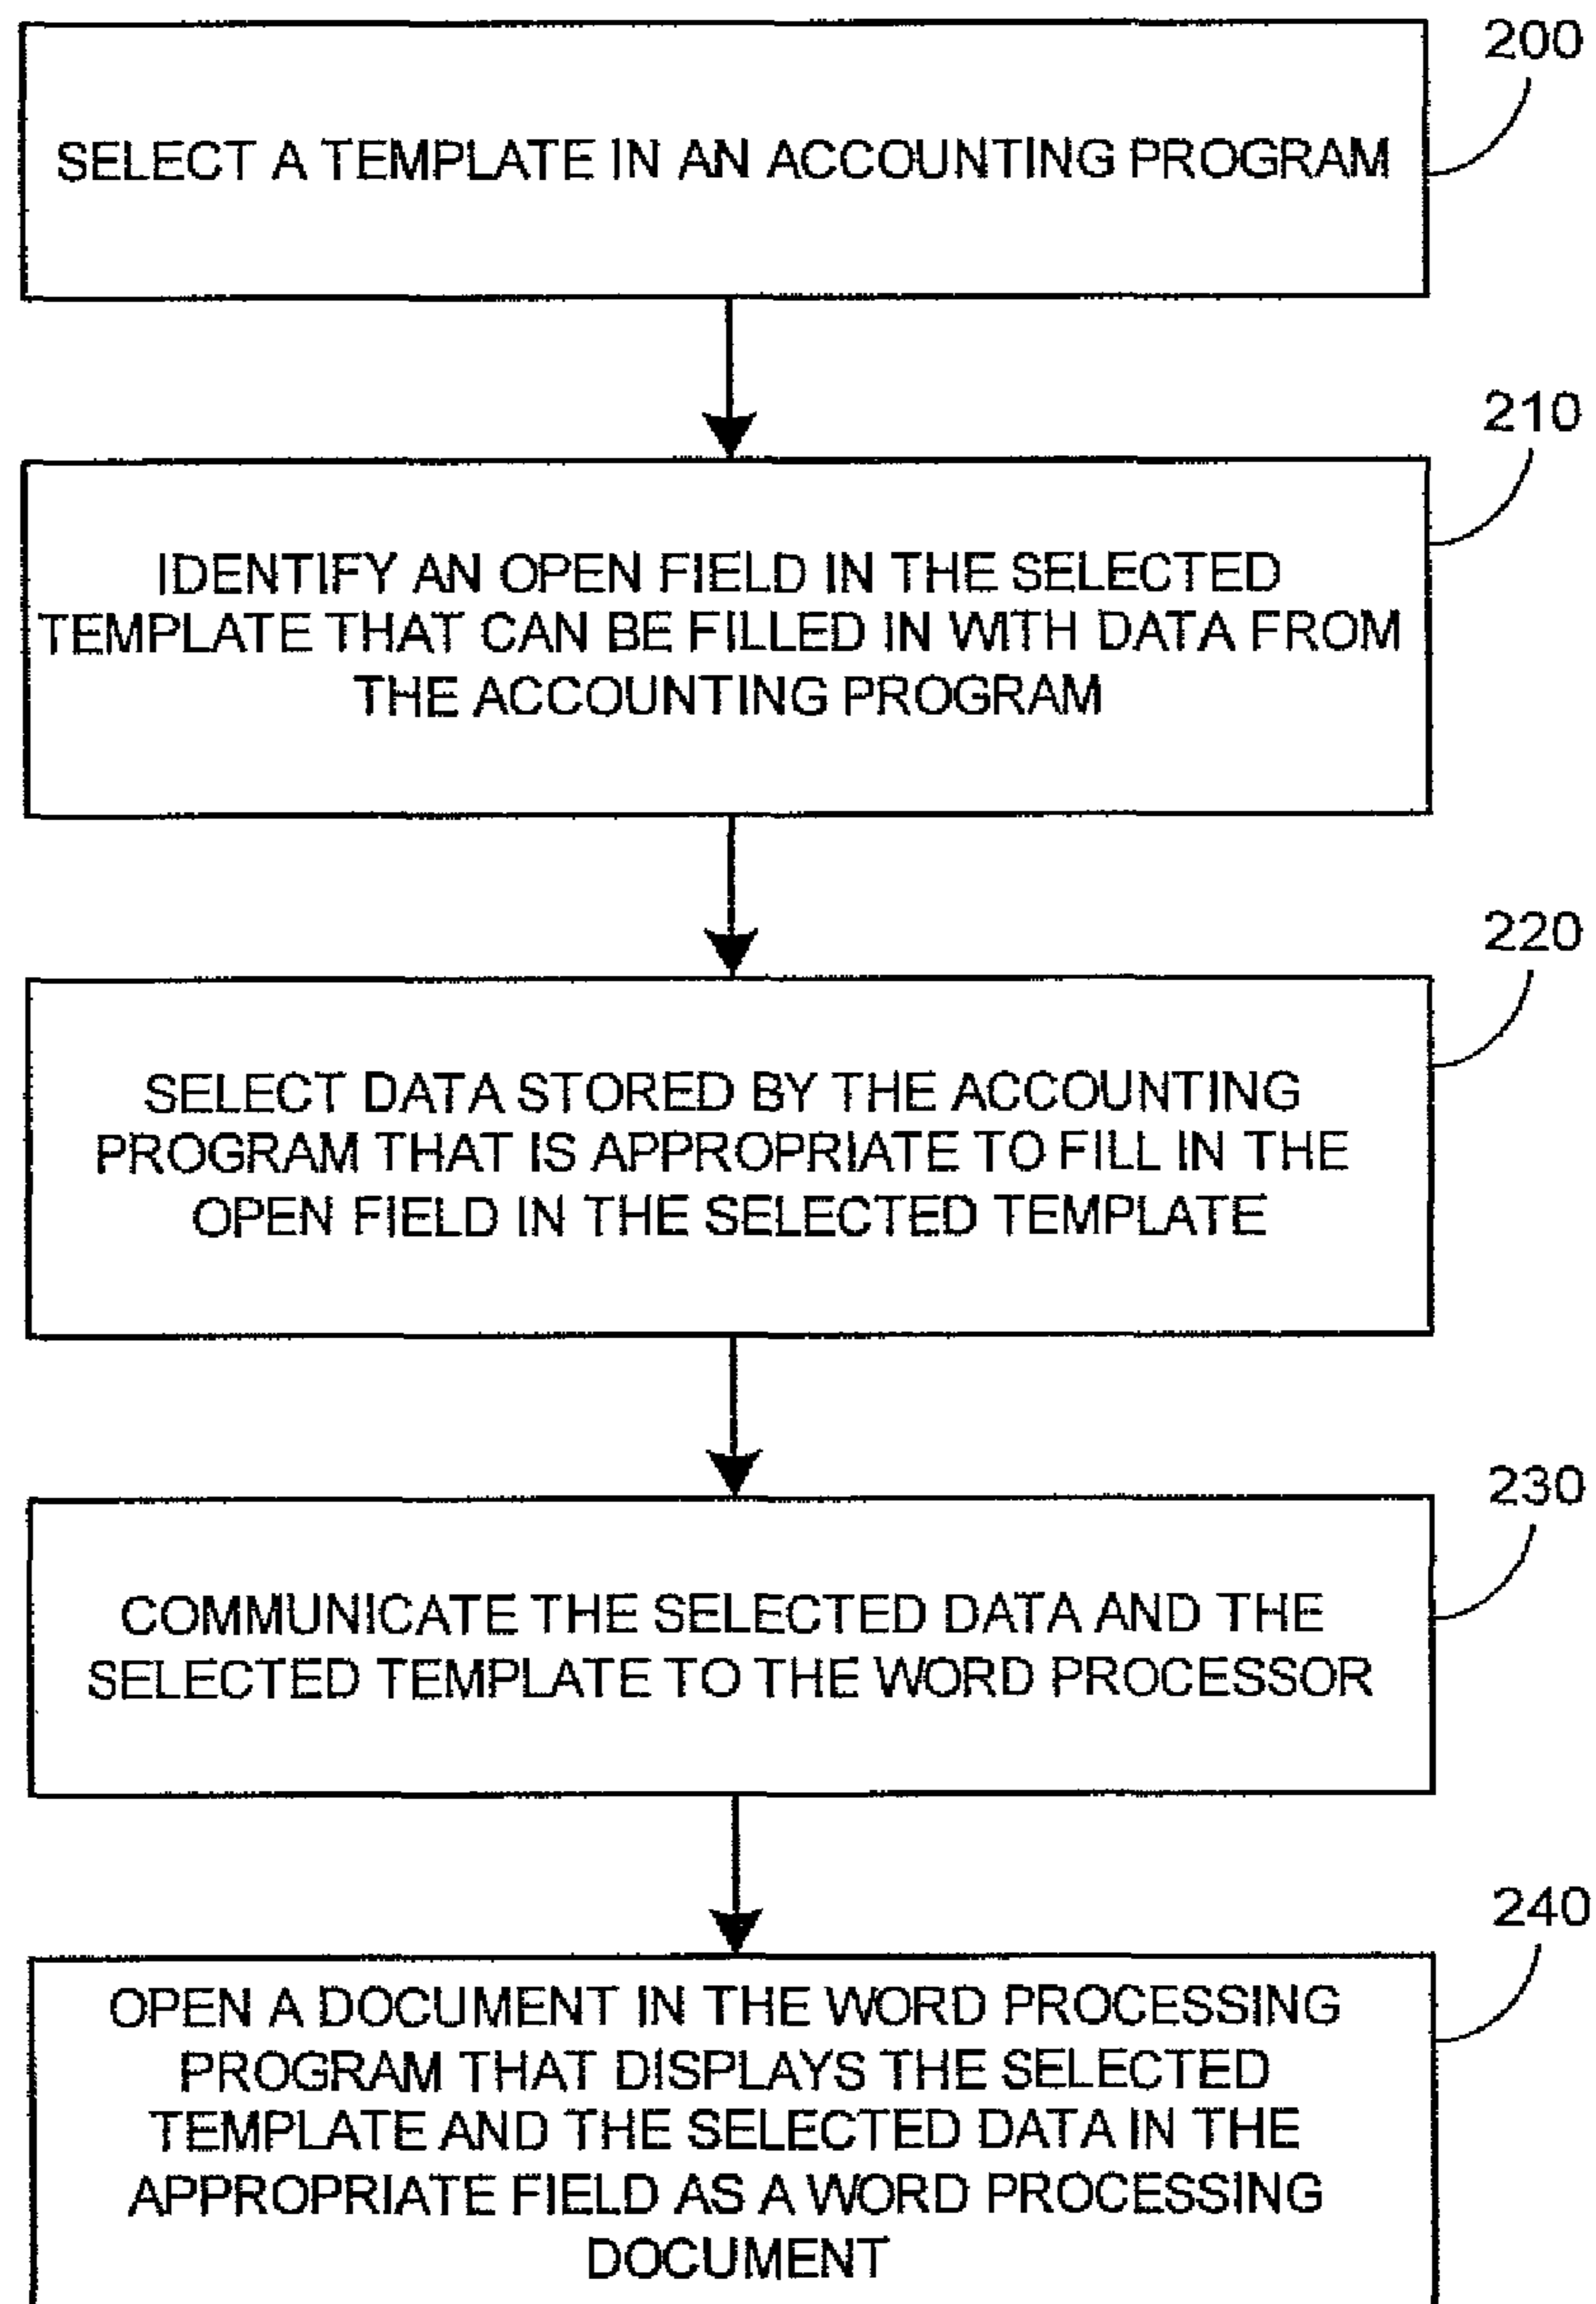 200
SELECT A TEMPLATE IN AN ACCOUNTING PROGRAM
210
IDENTIFY AN OPEN FIELD IN THE SELECTED
TEMPLATE THAT CAN BE FILLED IN WITH DATA FROM
THE ACCOUNTING PROGRAM
220
SELECT DATA STORED BY THE ACCOUNTING
PROGRAM THAT IS APPROPRIATE TO FILL IN THE
OPEN FIELD IN THE SELECTED TEMPLATE
230
COMMUNICATE THE SELECTED DATA AND THE
SELECTED TEMPLATE TO THE WORD PROCESSOR
240
OPEN A DOCUMENT IN THE WORD PROCESSING
PROGRAM THAT DISPLAYS THE SELECTED
TEMPLATE AND THE SELECTED DATA IN THE
APPROPRIATE FIELD AS A WORD PROCESSING
DOCUMENT